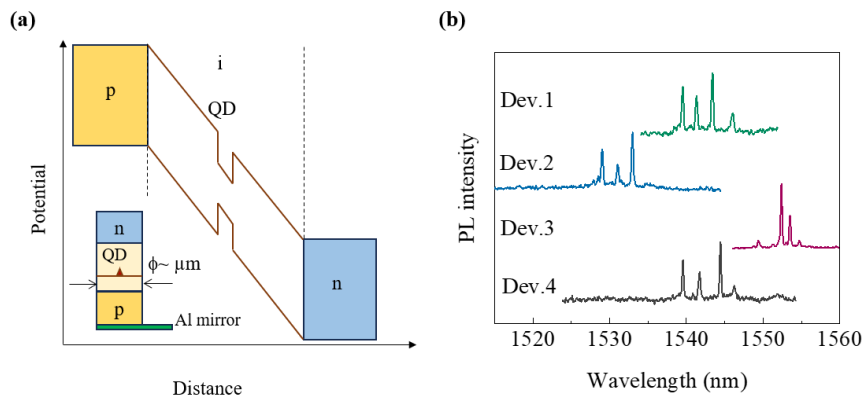 (a)
Potential
p
i
QD
n
n
QD
p
ϕ~ μm
Al mirror
Distance
(b)
PL intensity
Dev.1
Dev.2
Dev.3
Dev.4
1520 1530 1540 1550 1560
Wavelength (nm)